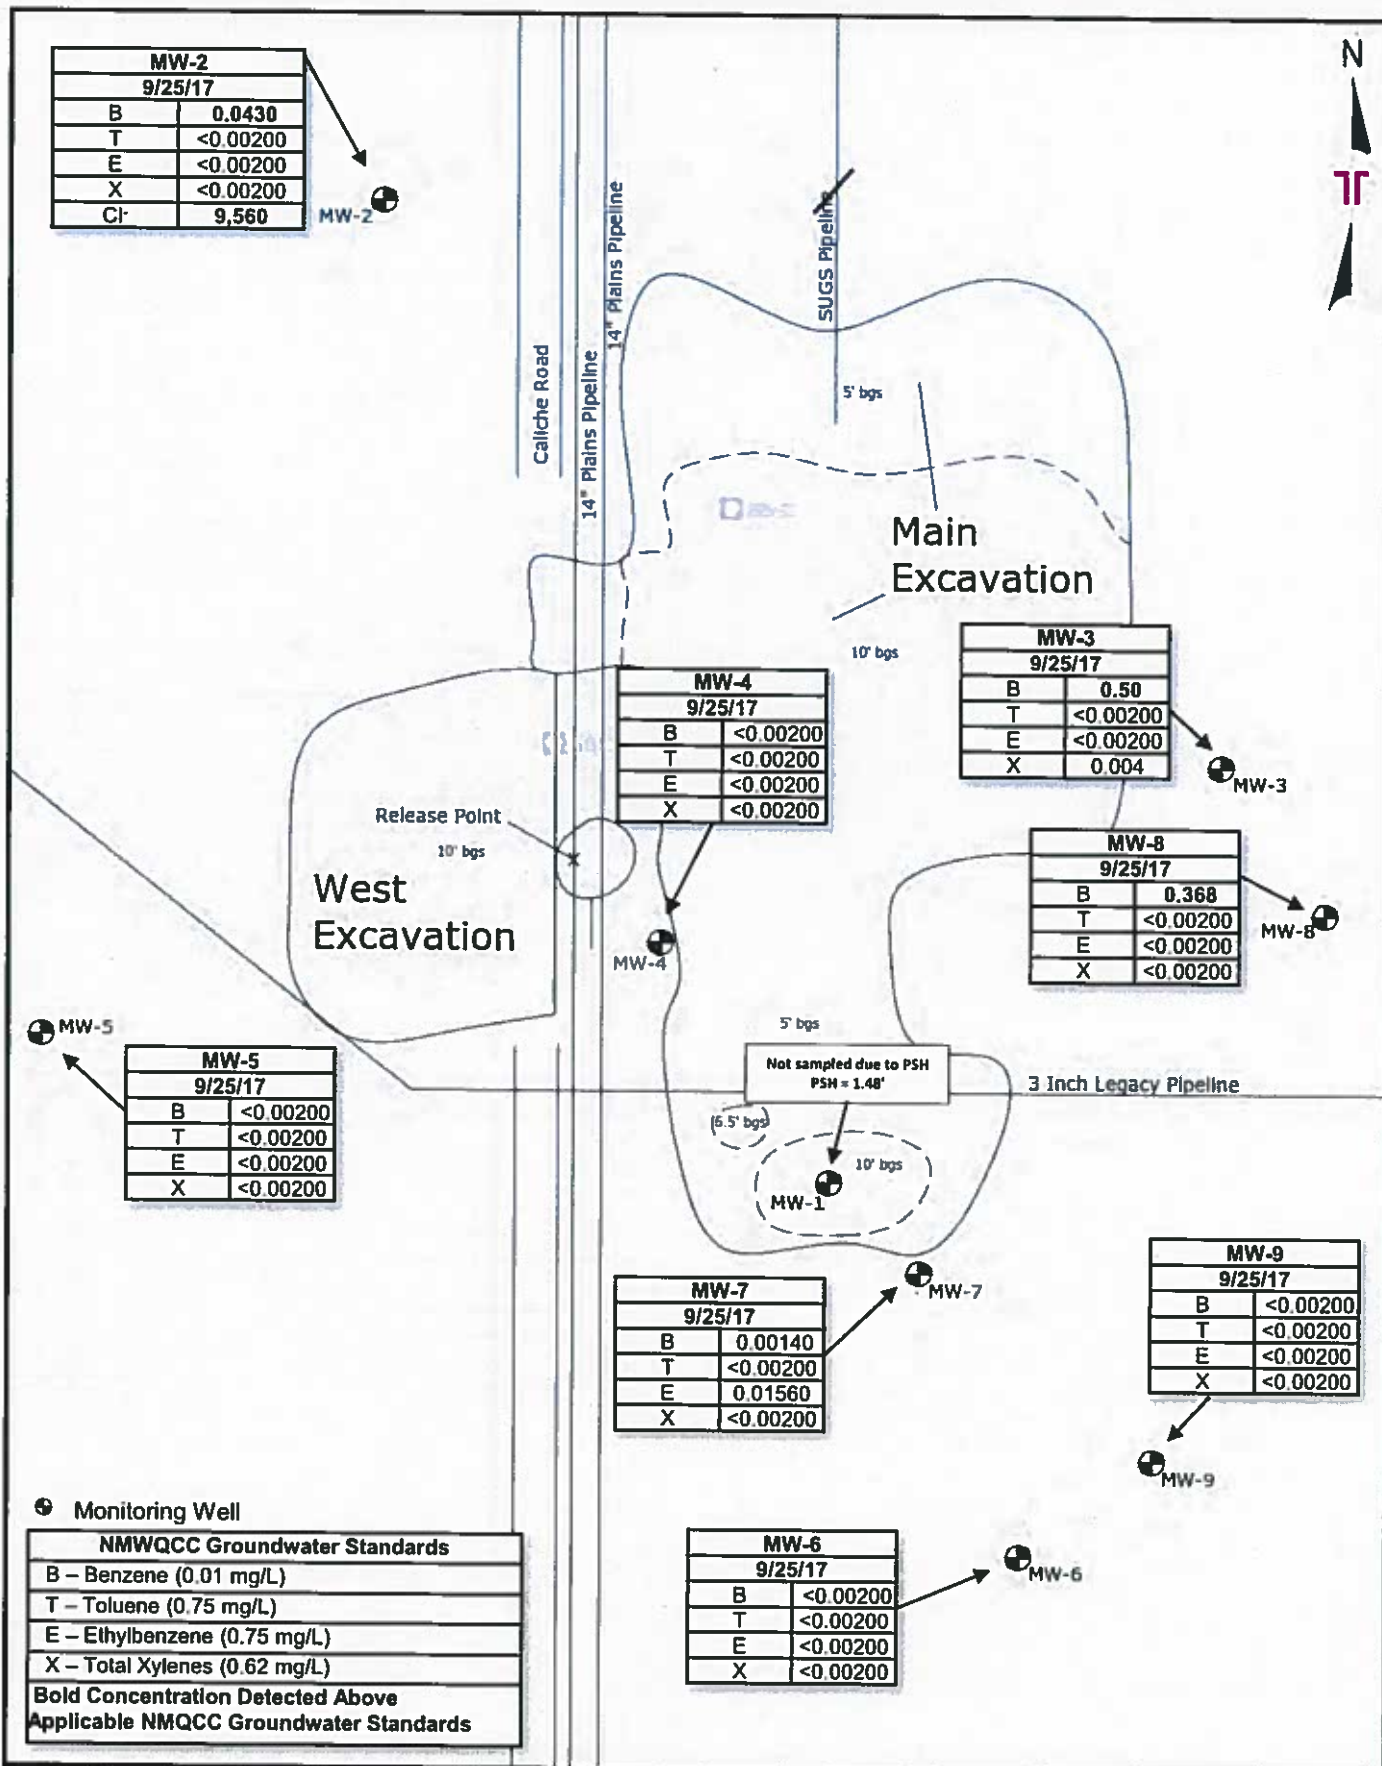 N
MW-2
9/25/17
B 0.0430
T <0.00200
E <0.00200
X <0.00200
Cl- 9,560
MW-2
Caliche Road
14" Plains Pipeline
14" Plains Pipeline
SUGS Pipeline
5' bgs
Main
Excavation
10' bgs
MW-3
9/25/17
B 0.50
T <0.00200
E <0.00200
X 0.004
MW-3
MW-4
9/25/17
B <0.00200
T <0.00200
E <0.00200
X <0.00200
MW-4
Release Point
10' bgs
West
Excavation
MW-8
9/25/17
B 0.368
T <0.00200
E <0.00200
X <0.00200
MW-8
MW-5
MW-5
9/25/17
B <0.00200
T <0.00200
E <0.00200
X <0.00200
5' bgs
Not sampled due to PSH
PSH = 1.48'
3 Inch Legacy Pipeline
6.5' bgs
10' bgs
MW-1
MW-7
9/25/17
B 0.00140
T <0.00200
E 0.01560
X <0.00200
MW-7
MW-9
9/25/17
B <0.00200
T <0.00200
E <0.00200
X <0.00200
MW-9
MW-6
9/25/17
B <0.00200
T <0.00200
E <0.00200
X <0.00200
MW-6
Monitoring Well
NMWQCC Groundwater Standards
B – Benzene (0.01 mg/L)
T – Toluene (0.75 mg/L)
E – Ethylbenzene (0.75 mg/L)
X – Total Xylenes (0.62 mg/L)
Bold Concentration Detected Above
Applicable NMQCC Groundwater Standards